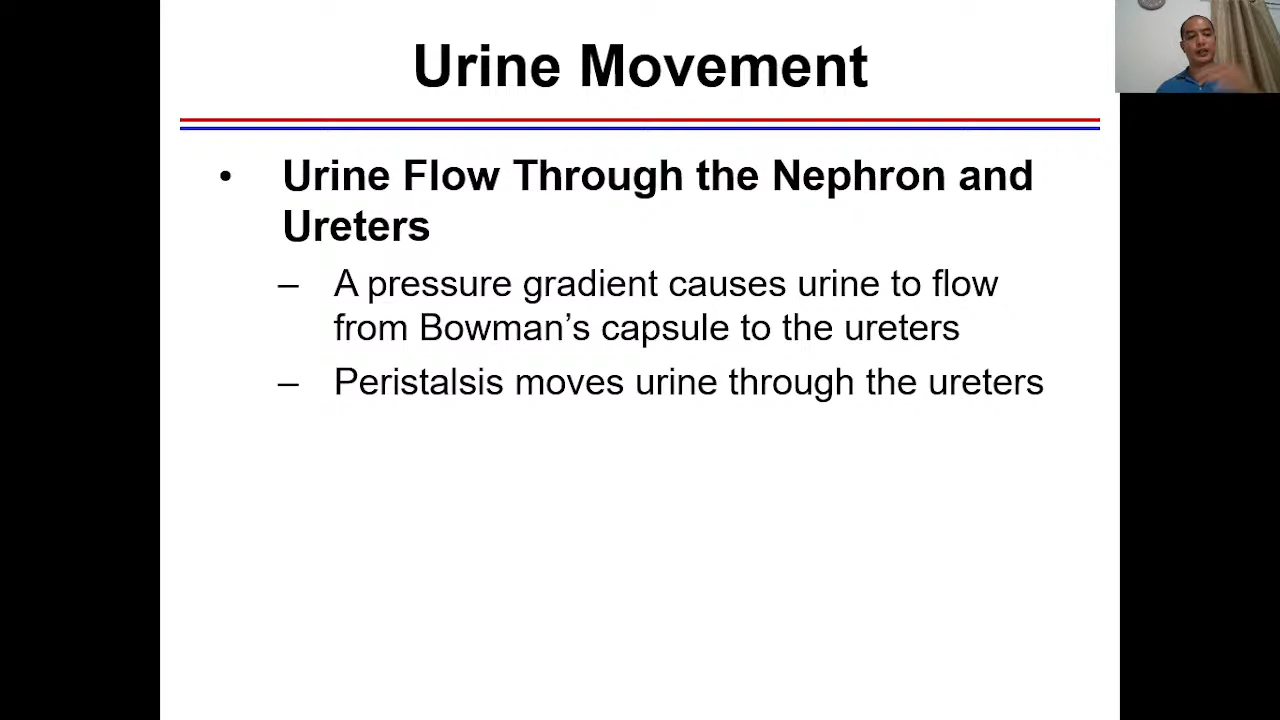 Urine Movement
• Urine Flow Through the Nephron and
Ureters
– A pressure gradient causes urine to flow
from Bowman’s capsule to the ureters
– Peristalsis moves urine through the ureters